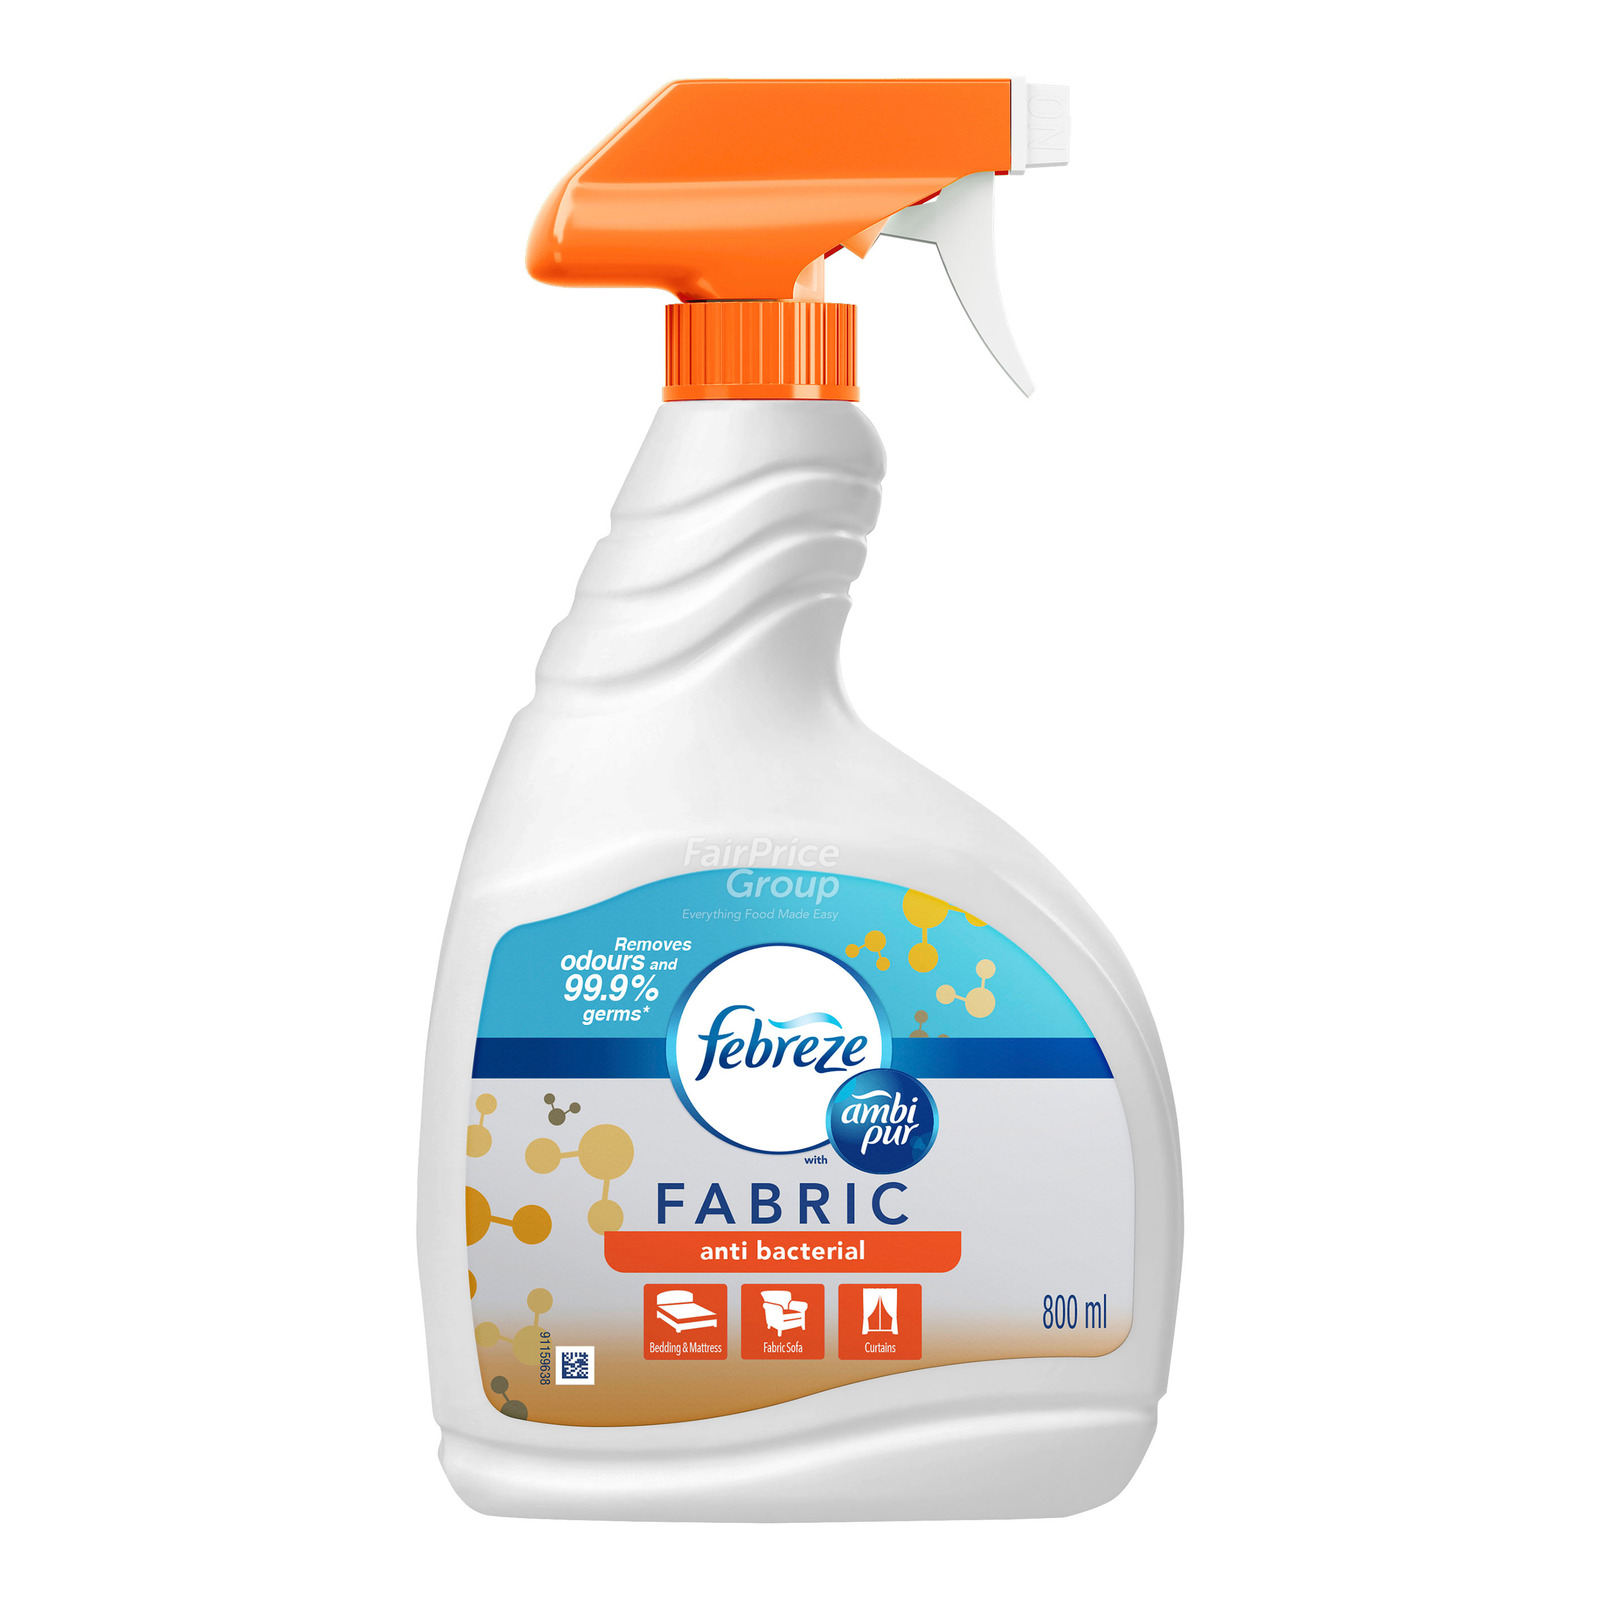 ON
FairPrice
Group
Everything Food Made Easy
Removes
odours and
99.9%
germs*
febreze
ambi
pur
with
FABRIC
anti bacterial
Bedding & Mattress
Fabric Sofa
Curtains
800 ml
91159638